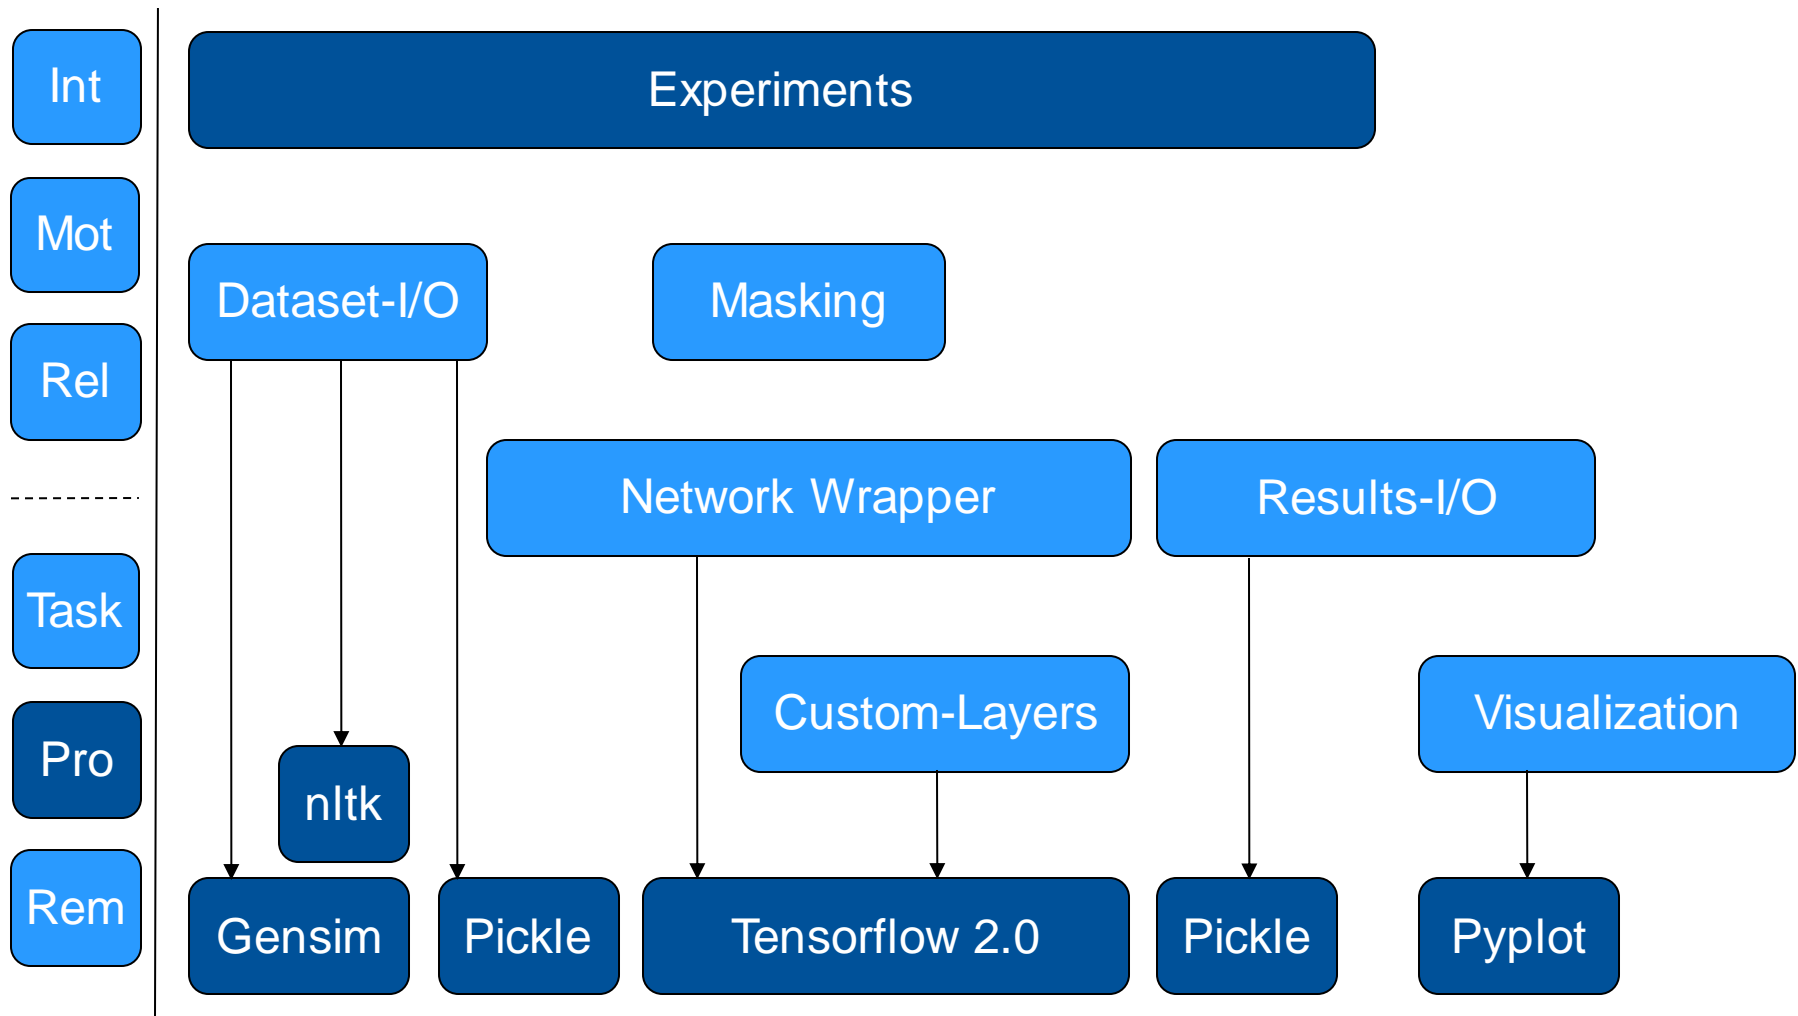 Int
Mot
Rel
Task
Pro
Rem
Experiments
Dataset-I/O
Masking
Network Wrapper
Results-I/O
Custom-Layers
Visualization
nltk
Gensim
Pickle
Tensorflow 2.0
Pickle
Pyplot